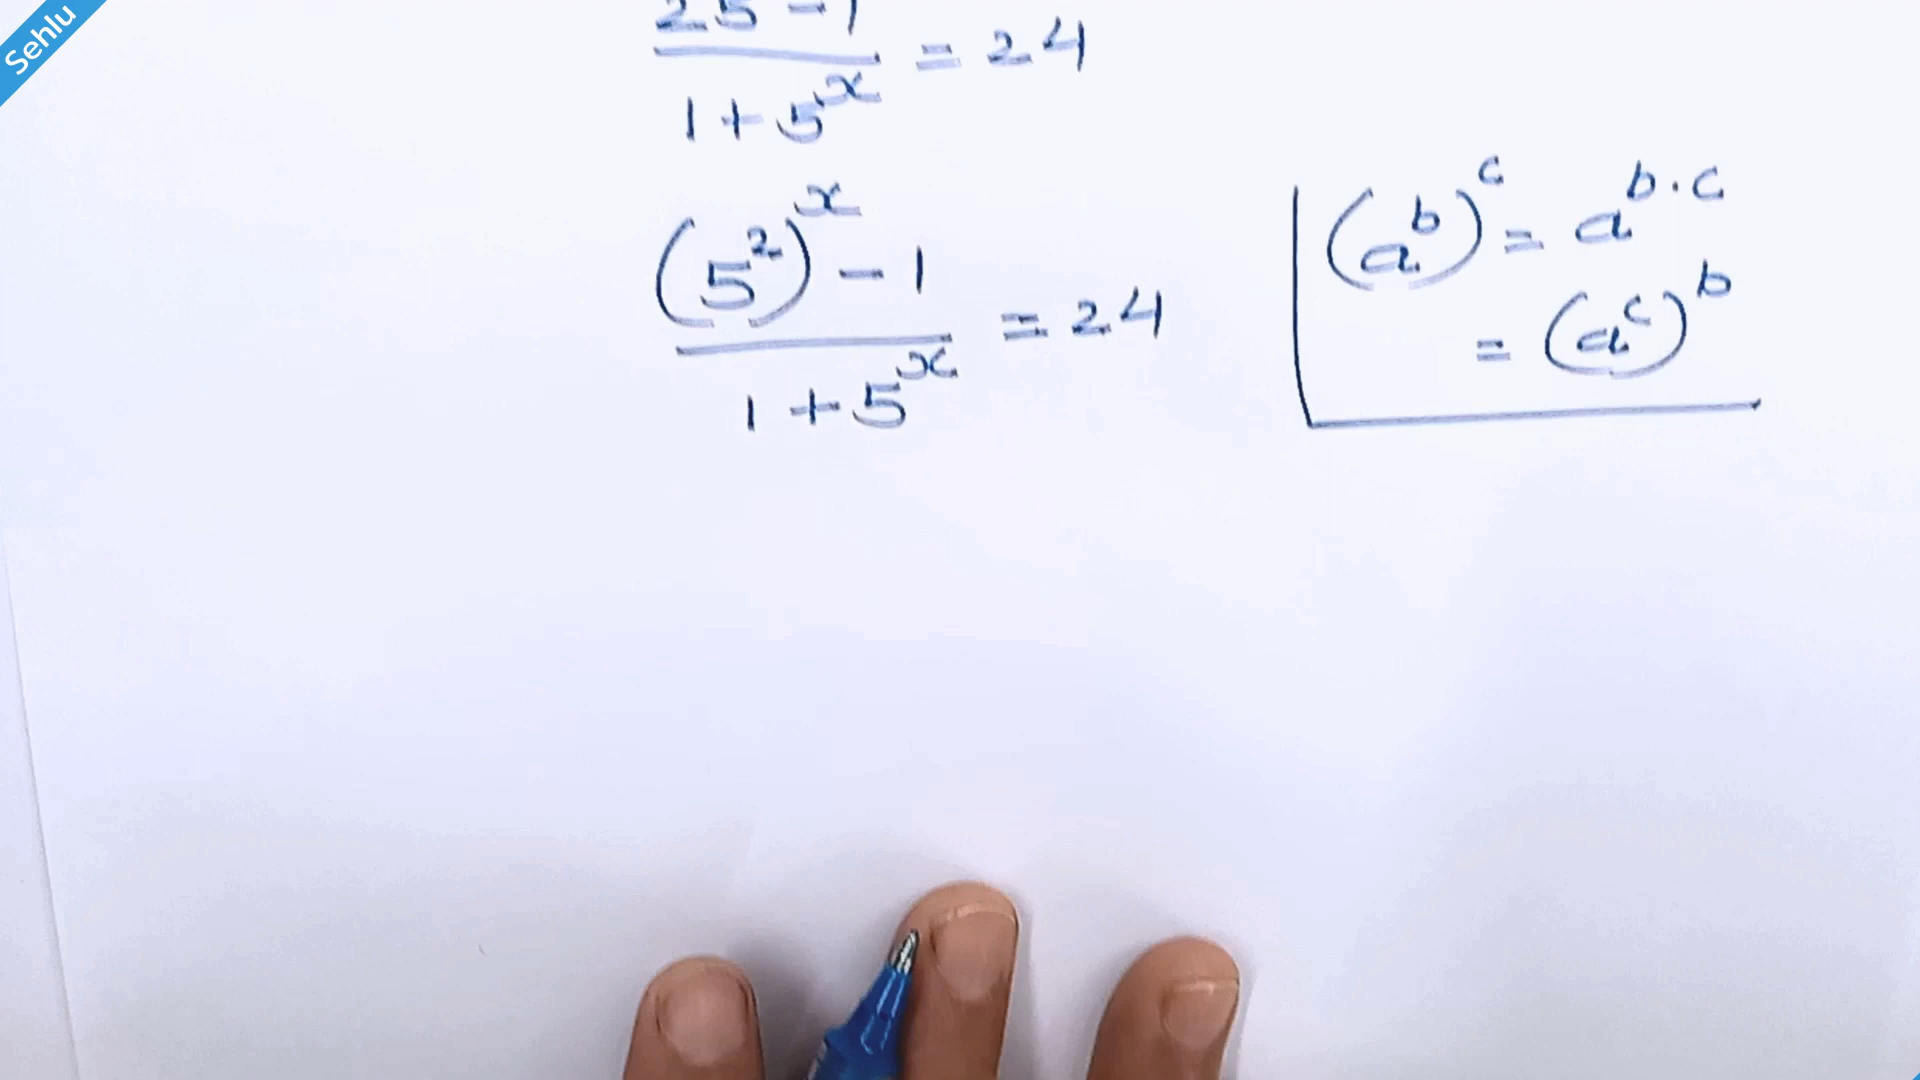 Sehlu
25 - 1
——— = 24
1 + 5^x
(5^2)^x - 1
——— = 24
1 + 5^x
(a^b)^c = a^{b·c}
= (a^c)^b